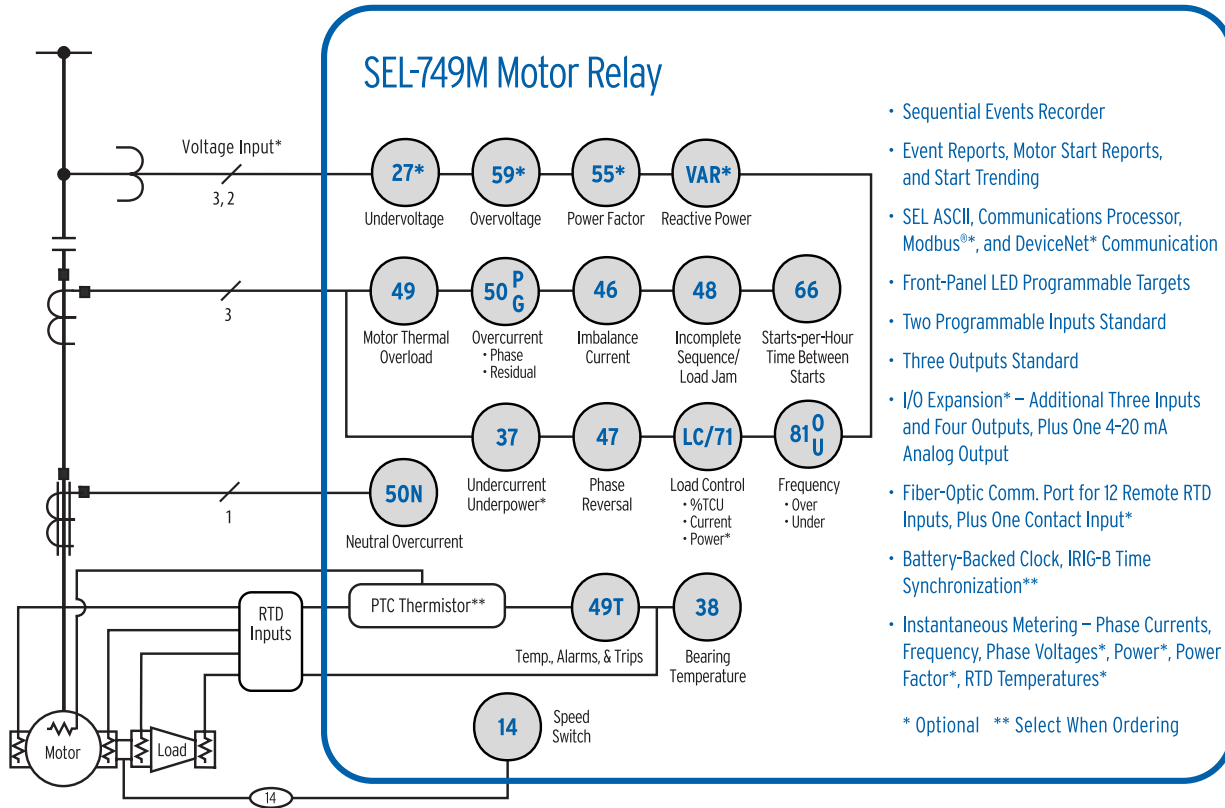 SEL-749M Motor Relay
Voltage Input*
3, 2
27*
Undervoltage
59*
Overvoltage
55*
Power Factor
VAR*
Reactive Power
3
49
Motor Thermal
Overload
50 P
G
Overcurrent
• Phase
• Residual
46
Imbalance
Current
48
Incomplete
Sequence/
Load Jam
66
Starts-per-Hour
Time Between
Starts
37
Undercurrent
Underpower*
47
Phase
Reversal
LC/71
Load Control
• %TCU
• Current
• Power*
81 O
U
Frequency
• Over
• Under
1
50N
Neutral Overcurrent
RTD
Inputs
PTC Thermistor**
49T
Temp., Alarms, & Trips
38
Bearing
Temperature
14
Speed
Switch
Motor
Load
14
• Sequential Events Recorder
• Event Reports, Motor Start Reports,
and Start Trending
• SEL ASCII, Communications Processor,
Modbus®*, and DeviceNet* Communication
• Front-Panel LED Programmable Targets
• Two Programmable Inputs Standard
• Three Outputs Standard
• I/O Expansion* – Additional Three Inputs
and Four Outputs, Plus One 4-20 mA
Analog Output
• Fiber-Optic Comm. Port for 12 Remote RTD
Inputs, Plus One Contact Input*
• Battery-Backed Clock, IRIG-B Time
Synchronization**
• Instantaneous Metering – Phase Currents,
Frequency, Phase Voltages*, Power*, Power
Factor*, RTD Temperatures*
* Optional ** Select When Ordering